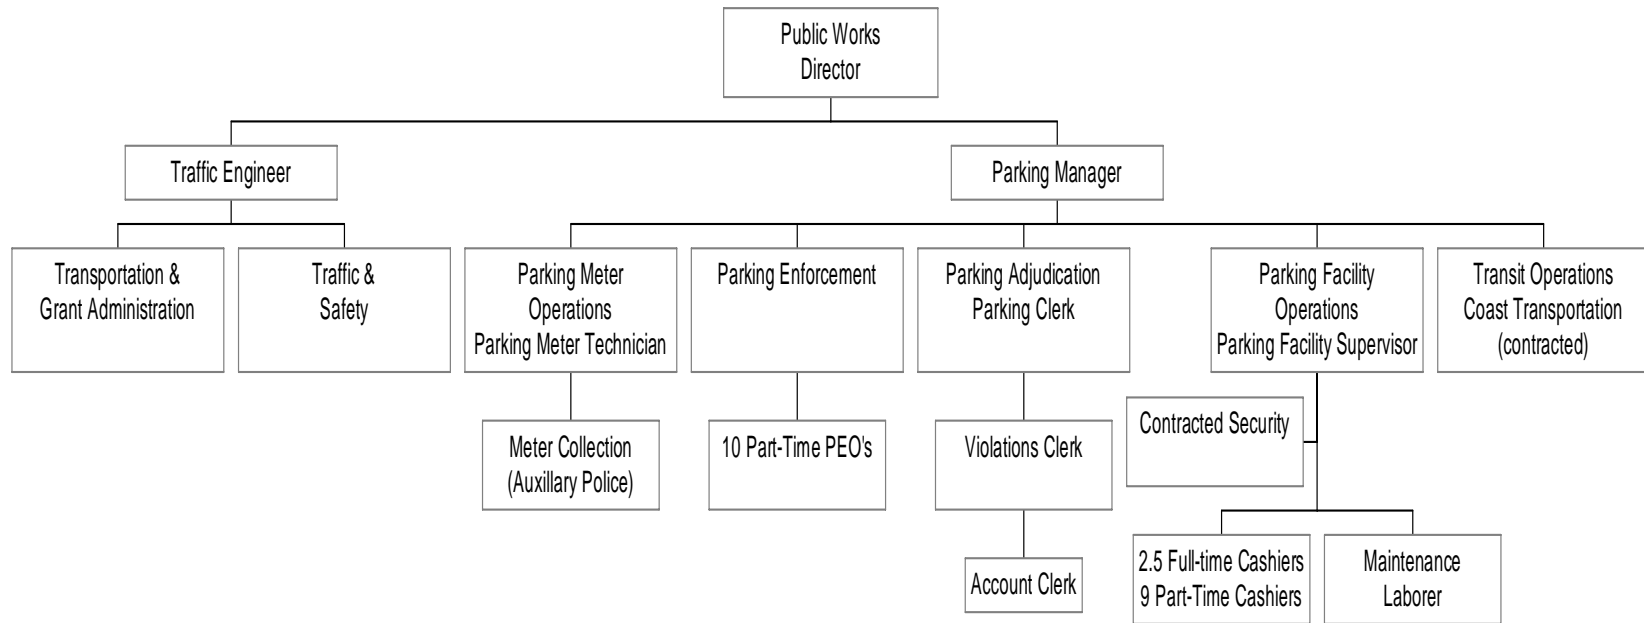 Public Works
Director
Traffic Engineer
Parking Manager
Transportation &
Grant Administration
Traffic &
Safety
Parking Meter
Operations
Parking Meter Technician
Parking Enforcement
Parking Adjudication
Parking Clerk
Parking Facility
Operations
Parking Facility Supervisor
Transit Operations
Coast Transportation
(contracted)
Meter Collection
(Auxillary Police)
10 Part-Time PEO's
Violations Clerk
Contracted Security
Account Clerk
2.5 Full-time Cashiers
9 Part-Time Cashiers
Maintenance
Laborer